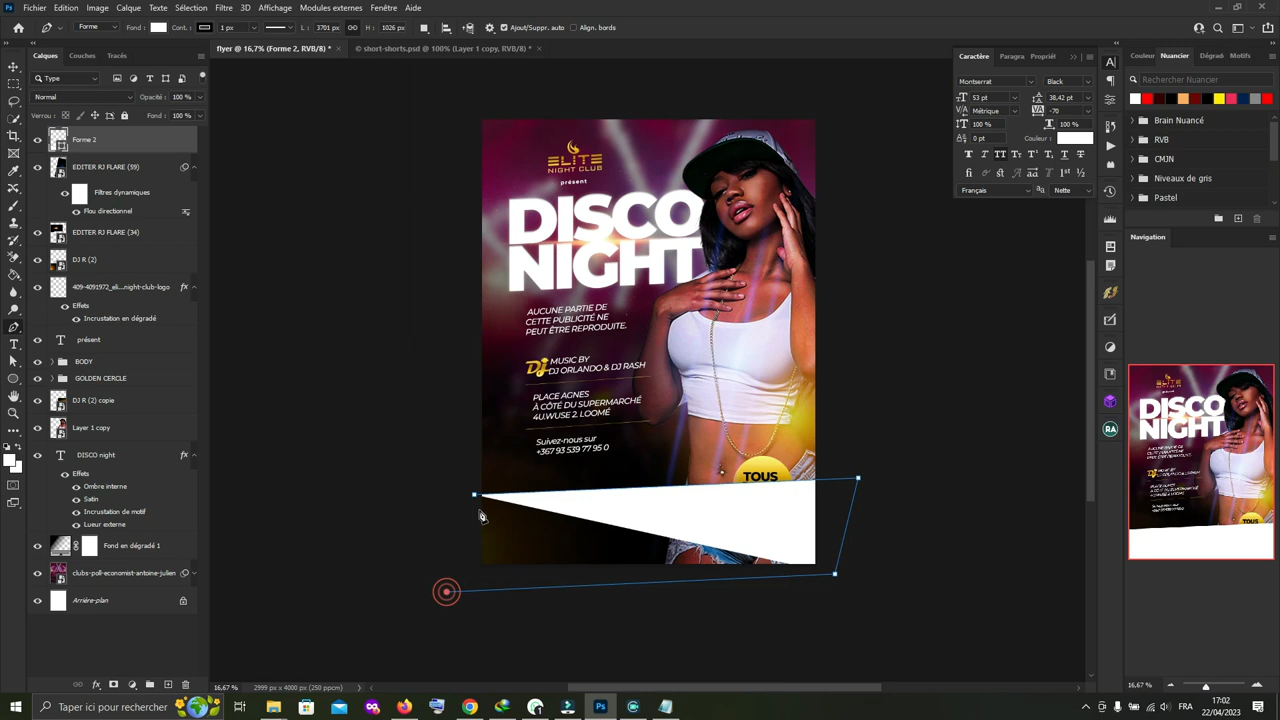 Fichier Edition Image Calque Texte Sélection Filtre 3D Affichage Modules externes Fenêtre Aide
Forme Fond : Cont. : 1 px L : 3701 px H : 1026 px Ajout/Suppr. auto Align. bords
flyer @ 16,7% (Forme 2, RVB/8) * × © short-shorts.psd @ 100% (Layer 1 copy, RVB/8) * ×
Calques Couches Tracés
Type
Normal Opacité : 100 %
Verrou : Fond : 100 %
Forme 2
EDITER RJ FLARE (59)
Filtres dynamiques
Flou directionnel
EDITER RJ FLARE (34)
DJ R (2)
409-4091972_eli...night-club-logo fx
Effets
Incrustation en dégradé
présent
BODY
GOLDEN CERCLE
DJ R (2) copie
Layer 1 copy
DISCO night fx
Effets
Ombre interne
Satin
Incrustation de motif
Lueur externe
Fond en dégradé 1
clubs-poll-economist-antoine-julien
Arrière-plan
ELITE
NIGHT CLUB
présent
DISCO
NIGHT
AUCUNE PARTIE DE
CETTE PUBLICITÉ NE
PEUT ÊTRE REPRODUITE.
Dj MUSIC BY
DJ ORLANDO & DJ RASH
PLACE AGNES
À CÔTÉ DU SUPERMARCHÉ
4U.WUSE 2. LOOMÉ
Suivez-nous sur
+367 93 539 77 95 0
TOUS
Caractère Paragra Propriét
Montserrat Black
53 pt 38,42 pt
Métrique -70
100 % 100 %
0 pt Couleur :
Français Nette
Couleur Nuancier Dégradé Motifs
Rechercher Nuancier
Brain Nuancé
RVB
CMJN
Niveaux de gris
Pastel
Navigation
16,67 %
16,67 % 2999 px x 4000 px (250 ppcm)
Taper ici pour rechercher
FRA
17:02
22/04/2023